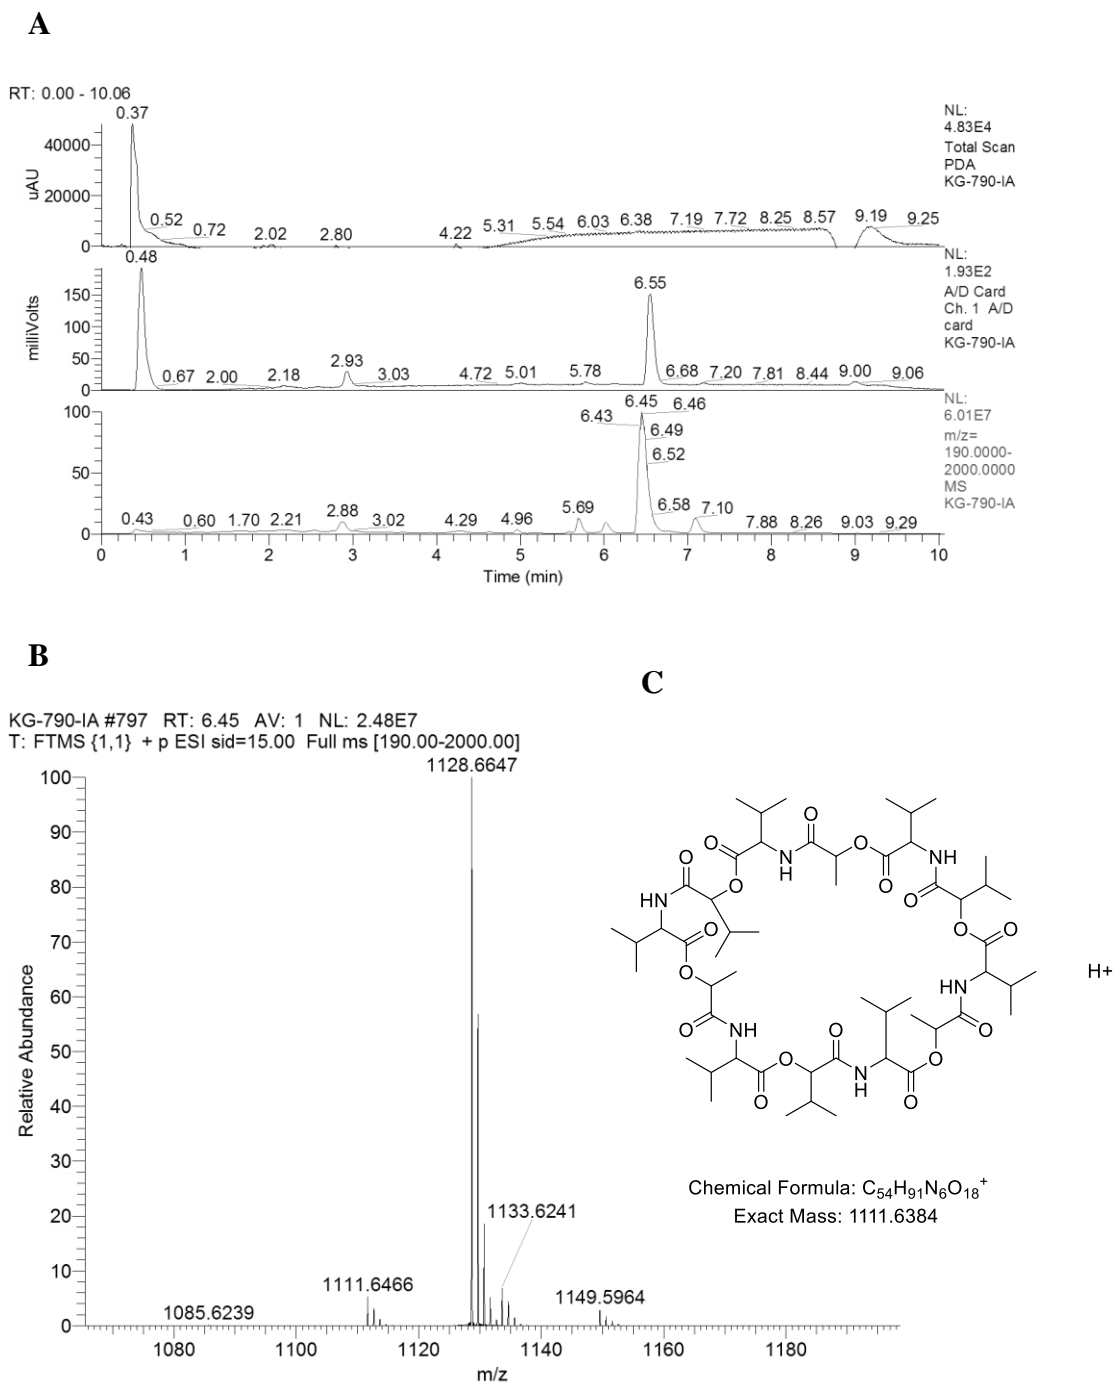 A
RT: 0.00 - 10.06
0.37
40000
20000
0
uAU
0.52
0.72
2.02
2.80
4.22
5.31
5.54
6.03
6.38
7.19
7.72
8.25
8.57
9.19
9.25
NL:
4.83E4
Total Scan
PDA
KG-790-IA
0.48
150
100
50
0
milliVolts
0.67
2.00
2.18
2.93
3.03
4.72
5.01
5.78
6.55
6.68
7.20
7.81
8.44
9.00
9.06
NL:
1.93E2
A/D Card
Ch. 1 A/D
card
KG-790-IA
100
50
0
0.43
0.60
1.70
2.21
2.88
3.02
4.29
4.96
5.69
6.43
6.45
6.46
6.49
6.52
6.58
7.10
7.88
8.26
9.03
9.29
NL:
6.01E7
m/z=
190.0000-
2000.0000
MS
KG-790-IA
0 1 2 3 4 5 6 7 8 9 10
Time (min)
B
KG-790-IA #797 RT: 6.45 AV: 1 NL: 2.48E7
T: FTMS {1,1} + p ESI sid=15.00 Full ms [190.00-2000.00]
1128.6647
100
90
80
70
60
50
40
30
20
10
0
Relative Abundance
1085.6239
1111.6466
1133.6241
1149.5964
1080 1100 1120 1140 1160 1180
m/z
C
O
O
O
O
N
H
O
O
O
NH
O
O
O
HN
O
O
O
O
N
H
O
O
O
NH
O
O
O
HN
O
H+
Chemical Formula: C54H91N6O18+
Exact Mass: 1111.6384